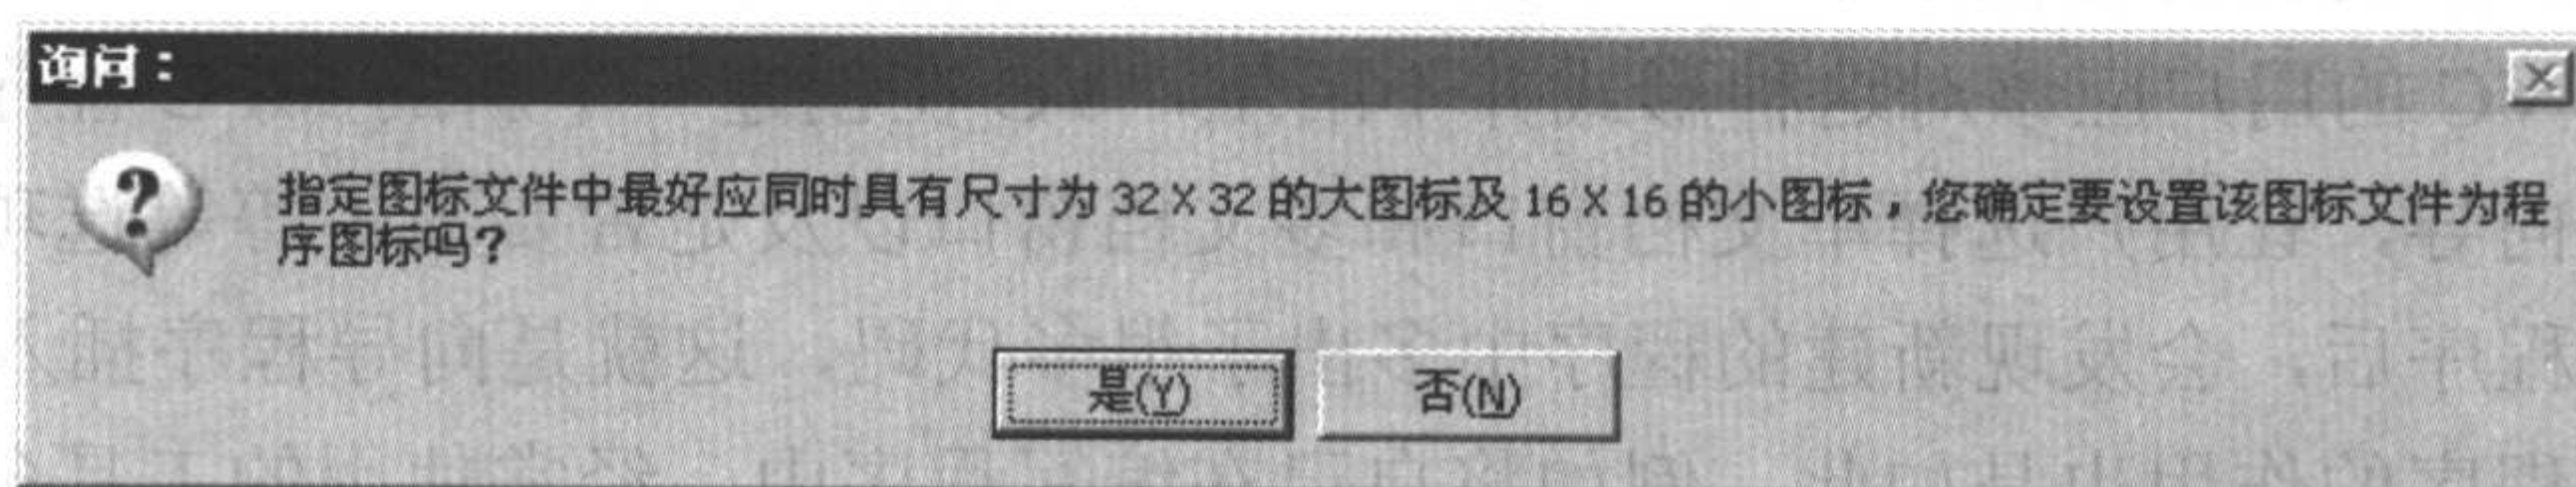 询问：
指定图标文件中最好应同时具有尺寸为 32 X 32 的大图标及 16 X 16 的小图标，您确定要设置该图标文件为程
序图标吗？
是(Y)
否(N)